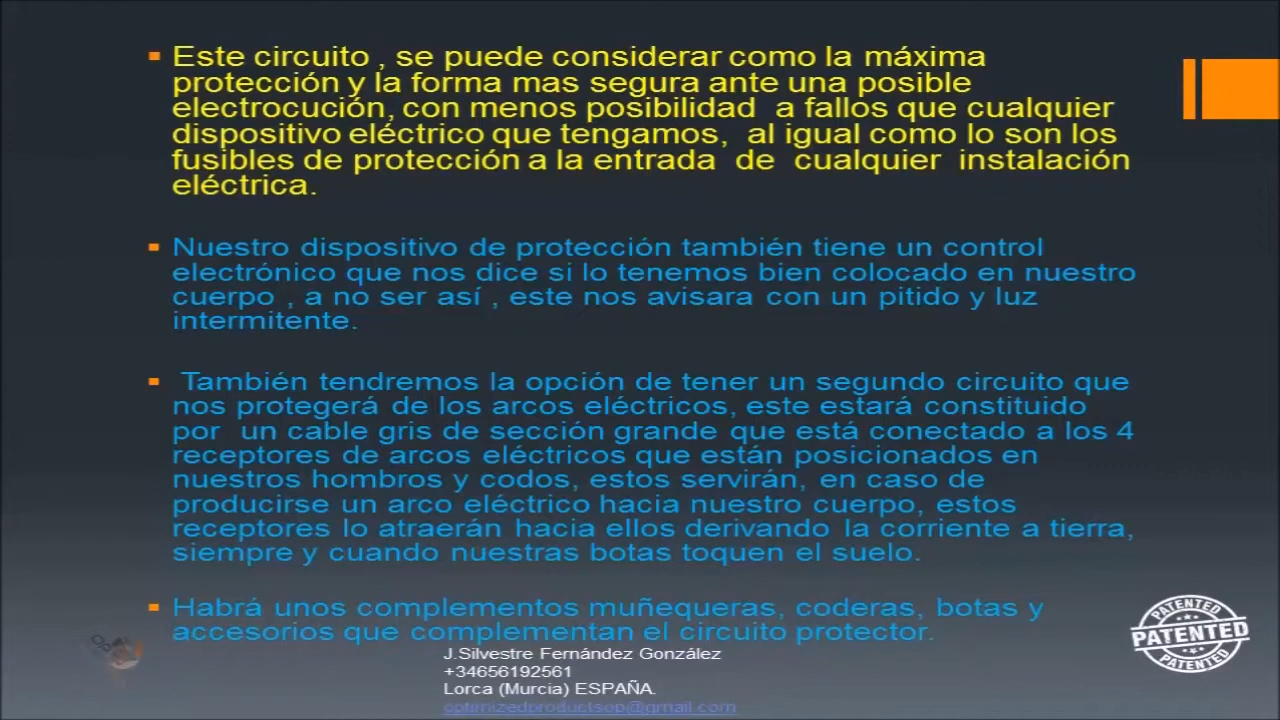 Este circuito , se puede considerar como la máxima
protección y la forma mas segura ante una posible
electrocución, con menos posibilidad a fallos que cualquier
dispositivo eléctrico que tengamos, al igual como lo son los
fusibles de protección a la entrada de cualquier instalación
eléctrica.
Nuestro dispositivo de protección también tiene un control
electrónico que nos dice si lo tenemos bien colocado en nuestro
cuerpo , a no ser así , este nos avisara con un pitido y luz
intermitente.
También tendremos la opción de tener un segundo circuito que
nos protegerá de los arcos eléctricos, este estará constituido
por un cable gris de sección grande que está conectado a los 4
receptores de arcos eléctricos que están posicionados en
nuestros hombros y codos, estos servirán, en caso de
producirse un arco eléctrico hacia nuestro cuerpo, estos
receptores lo atraerán hacia ellos derivando la corriente a tierra,
siempre y cuando nuestras botas toquen el suelo.
Habrá unos complementos muñequeras, coderas, botas y
accesorios que complementan el circuito protector.
J.Silvestre Fernández González
+34656192561
Lorca (Murcia) ESPAÑA.
optimizedproductsop@gmail.com
PATENTED
PATENTED
PATENTED